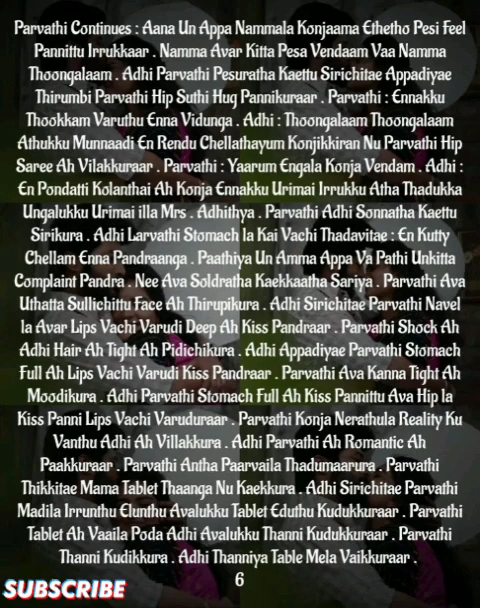 Parvathi Continues : Aana Un Appa Nammala Konjaama Ethetho Pesi Feel
Pannittu Irrukkaar . Namma Avar Kitta Pesa Vendaam Vaa Namma
Thoongalaam . Adhi Parvathi Pesuratha Kaettu Sirichitae Appadiyae
Thirumbi Parvathi Hip Suthi Hug Pannikuraar . Parvathi : Ennakku
Thookkam Varuthu Enna Vidunga . Adhi : Thoongalaam Thoongalaam
Athukku Munnaadi En Rendu Chellathayum Konjikkiran Nu Parvathi Hip
Saree Ah Vilakkuraar . Parvathi : Yaarum Engala Konja Vendam . Adhi :
En Pondatti Kolanthai Ah Konja Ennakku Urimai Irrukku Atha Thadukka
Ungalukku Urimai illa Mrs . Adhithya . Parvathi Adhi Sonnatha Kaettu
Sirikura . Adhi Larvathi Stomach la Kai Vachi Thadavitae : En Kutty
Chellam Enna Pandraanga . Paathiya Un Amma Appa Va Pathi Unkitta
Complaint Pandra . Nee Ava Soldratha Kaekkaatha Sariya . Parvathi Ava
Uthatta Sullichittu Face Ah Thirupikura . Adhi Sirichitae Parvathi Navel
la Avar Lips Vachi Varudi Deep Ah Kiss Pandraar . Parvathi Shock Ah
Adhi Hair Ah Tight Ah Pidichikura . Adhi Appadiyae Parvathi Stomach
Full Ah Lips Vachi Varudi Kiss Pandraar . Parvathi Ava Kanna Tight Ah
Moodikura . Adhi Parvathi Stomach Full Ah Kiss Pannittu Ava Hip la
Kiss Panni Lips Vachi Varuduraar . Parvathi Konja Nerathula Reality Ku
Vanthu Adhi Ah Villakkura . Adhi Parvathi Ah Romantic Ah
Paakkuraar . Parvathi Antha Paarvaila Thadumaarura . Parvathi
Thikkitae Mama Tablet Thaanga Nu Kaekkura . Adhi Sirichitae Parvathi
Madila Irrunthu Elunthu Avalukku Tablet Eduthu Kudukkuraar . Parvathi
Tablet Ah Vaaila Poda Adhi Avalukku Thanni Kudukkuraar . Parvathi
Thanni Kudikkura . Adhi Thanniya Table Mela Vaikkuraar .
SUBSCRIBE
6